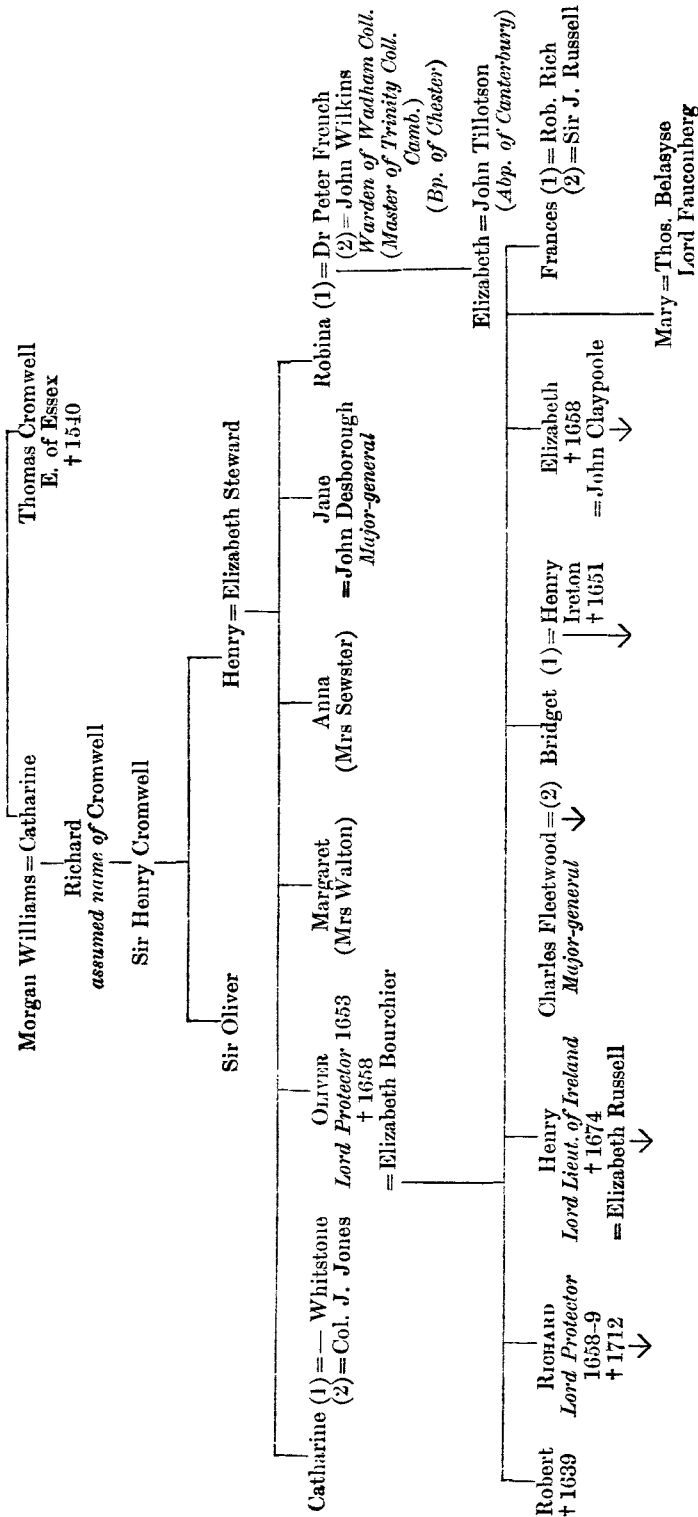 Morgan Williams = Catharine
Thomas Cromwell
E. of Essex
† 1540
Richard
assumed name of Cromwell
Sir Henry Cromwell
Sir Oliver
Henry = Elizabeth Steward
Catharine (1) = — Whitstone
(2) = Col. J. Jones
OLIVER
Lord Protector 1653
† 1658
= Elizabeth Bourchier
Margaret
(Mrs Walton)
Anna
(Mrs Sewster)
Jane
= John Desborough
Major-general
Robina (1) = Dr Peter French
(2) = John Wilkins
Warden of Wadham Coll.
(Master of Trinity Coll.
Camb.)
(Bp. of Chester)
Elizabeth = John Tillotson
(Abp. of Canterbury)
Robert
† 1639
RICHARD
Lord Protector
1658–9
† 1712
Henry
Lord Lieut. of Ireland
† 1674
= Elizabeth Russell
Charles Fleetwood = (2) Bridget (1) = Henry
Major-general
Ireton
† 1651
Elizabeth
† 1658
= John Claypoole
Mary = Thos. Belasyse
Lord Fauconberg
Frances (1) = Rob. Rich
(2) = Sir J. Russell